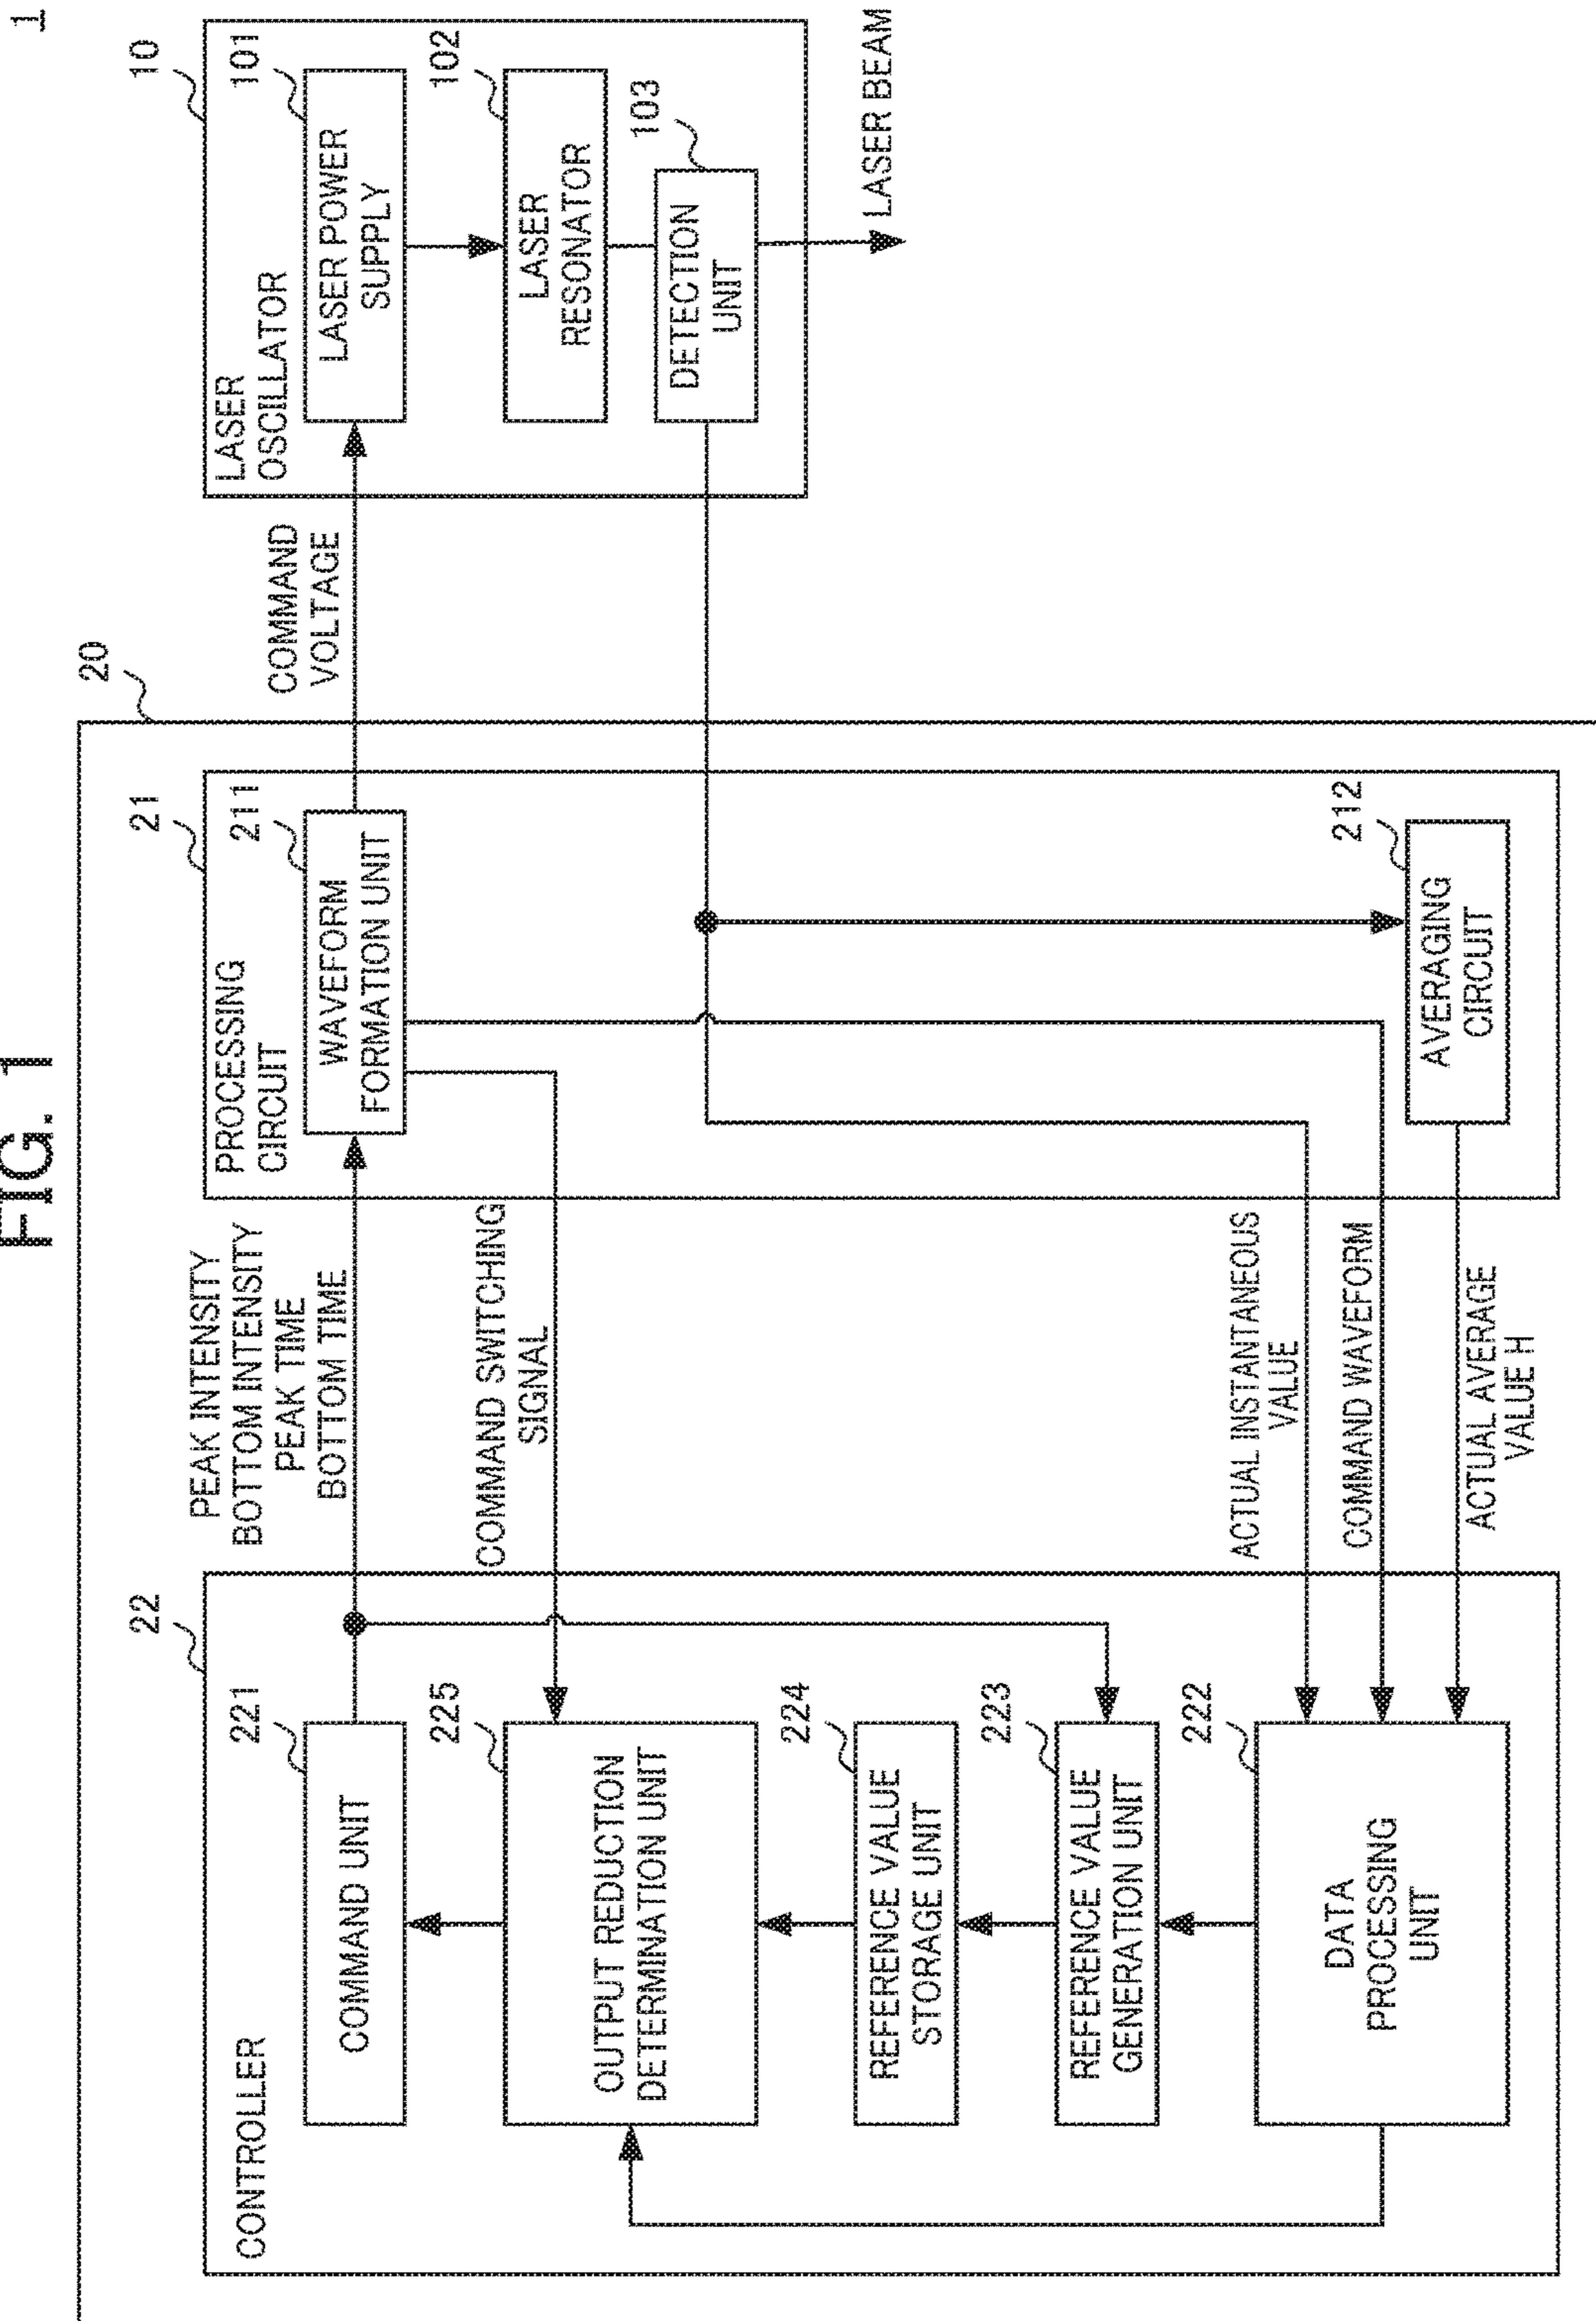 FIG. 1
1
20
22
CONTROLLER
221
COMMAND UNIT
225
OUTPUT REDUCTION
DETERMINATION UNIT
224
REFERENCE VALUE
STORAGE UNIT
223
REFERENCE VALUE
GENERATION UNIT
222
DATA
PROCESSING
UNIT
PEAK INTENSITY
BOTTOM INTENSITY
PEAK TIME
BOTTOM TIME
COMMAND SWITCHING
SIGNAL
ACTUAL INSTANTANEOUS
VALUE
COMMAND WAVEFORM
ACTUAL AVERAGE
VALUE H
21
PROCESSING
CIRCUIT
211
WAVEFORM
FORMATION UNIT
212
AVERAGING
CIRCUIT
COMMAND
VOLTAGE
10
LASER
OSCILLATOR
101
LASER POWER
SUPPLY
102
LASER
RESONATOR
103
DETECTION
UNIT
LASER BEAM